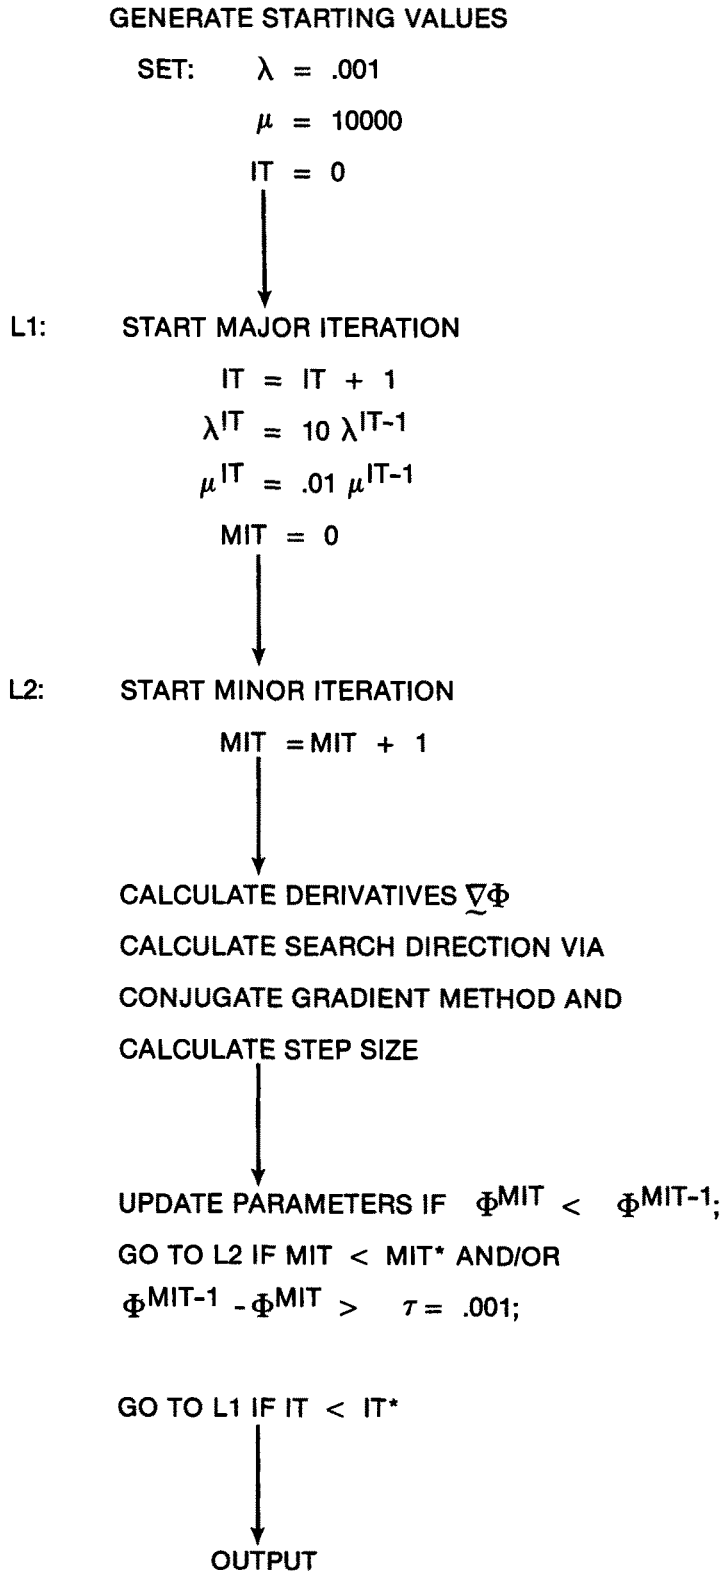 GENERATE STARTING VALUES
SET: λ = .001
μ = 10000
IT = 0
L1: START MAJOR ITERATION
IT = IT + 1
λ^IT = 10 λ^IT-1
μ^IT = .01 μ^IT-1
MIT = 0
L2: START MINOR ITERATION
MIT = MIT + 1
CALCULATE DERIVATIVES ∇Φ
CALCULATE SEARCH DIRECTION VIA
CONJUGATE GRADIENT METHOD AND
CALCULATE STEP SIZE
UPDATE PARAMETERS IF Φ^MIT < Φ^MIT-1;
GO TO L2 IF MIT < MIT* AND/OR
Φ^MIT-1 - Φ^MIT > τ = .001;
GO TO L1 IF IT < IT*
OUTPUT